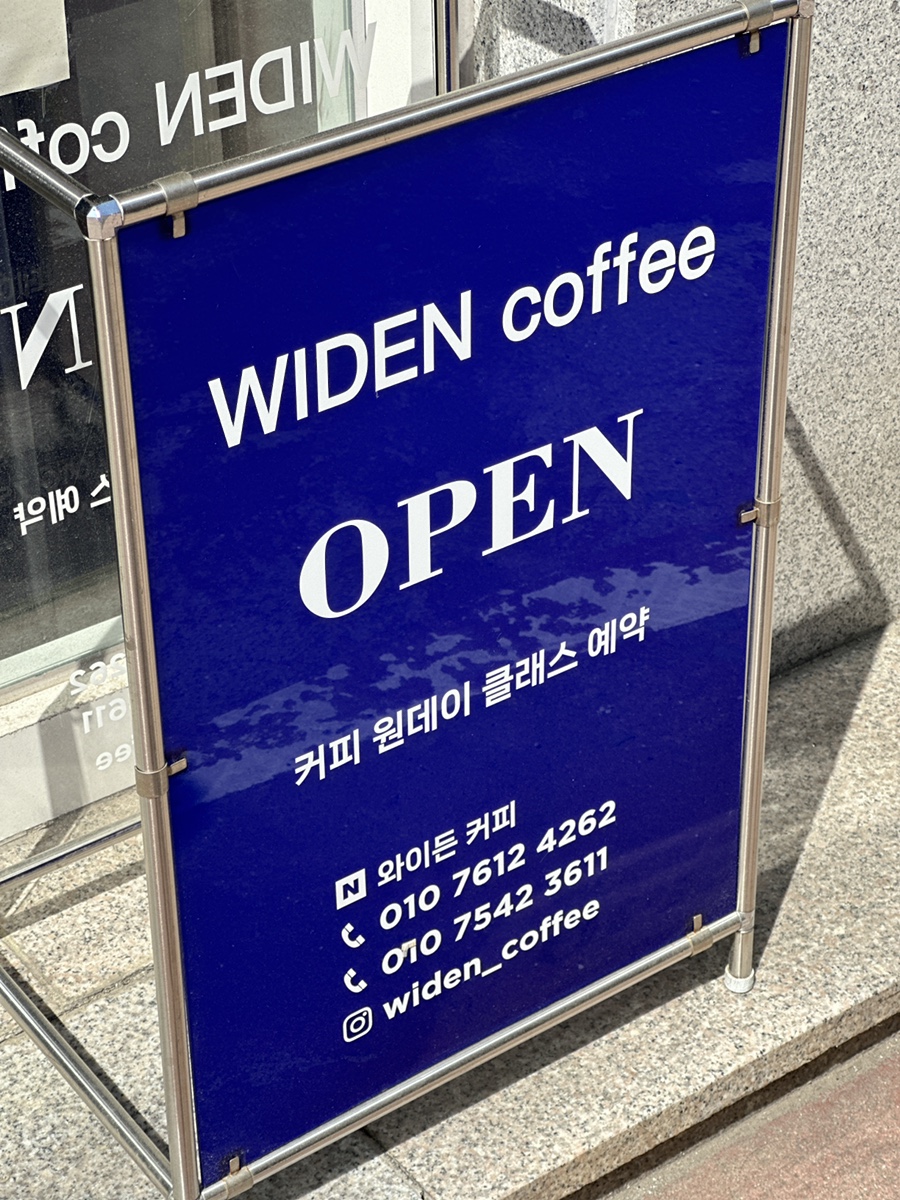 WIDEN coffee
OPEN
커피 원데이 클래스 예약
N 와이든 커피
010 7612 4262
010 7542 3611
widen_coffee